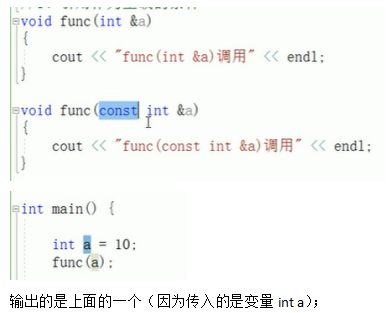 void func(int &a)
{
cout << "func(int &a)调用" << endl;
}
void func(const int &a)
{
cout << "func(const int &a)调用" << endl;
}
int main() {
int a = 10;
func(a);
输出的是上面的一个（因为传入的是变量 int a）；